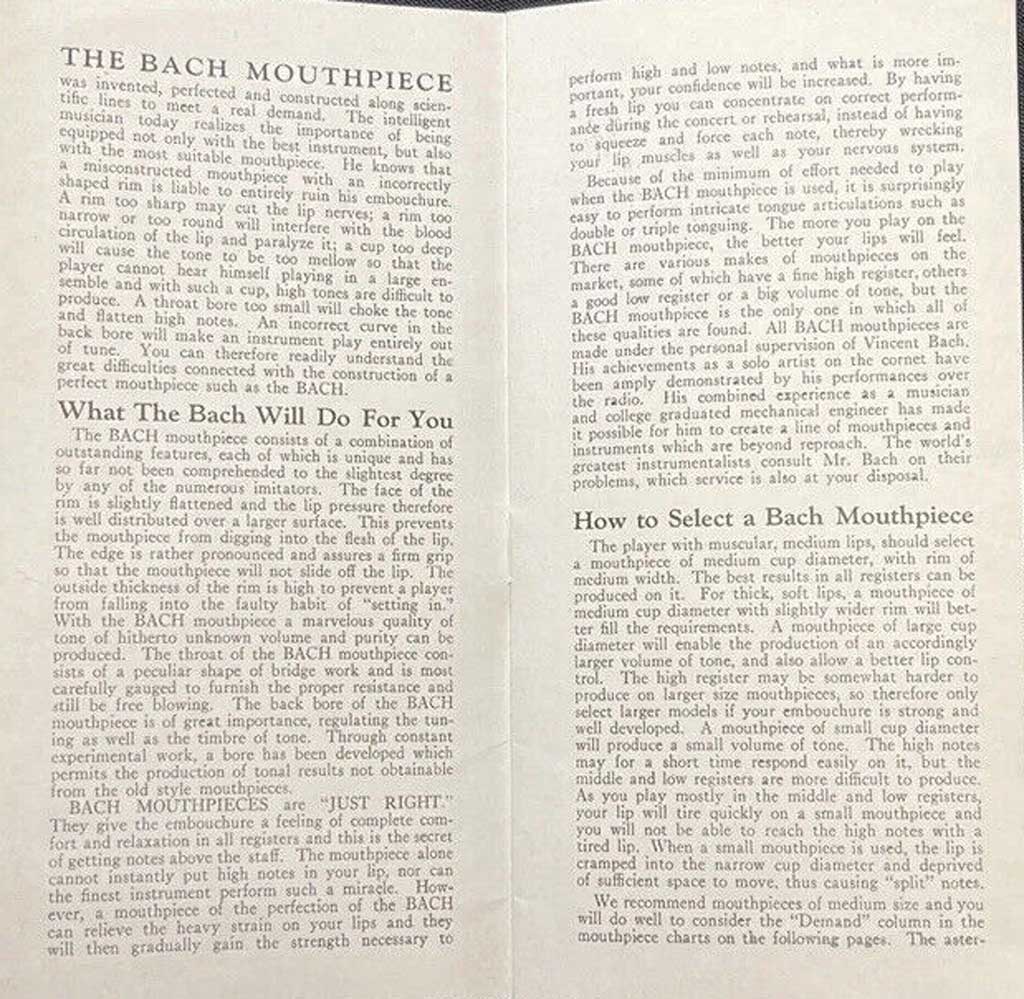 THE BACH MOUTHPIECE
was invented, perfected and constructed along scien-
tific lines to meet a real demand. The intelligent
musician today realizes the importance of being
equipped not only with the best instrument, but also
with the most suitable mouthpiece. He knows that
a misconstructed mouthpiece with an incorrectly
shaped rim is liable to entirely ruin his embouchure.
A rim too sharp may cut the lip nerves; a rim too
narrow or too round will interfere with the blood
circulation of the lip and paralyze it; a cup too deep
will cause the tone to be too mellow so that the
player cannot hear himself playing in a large en-
semble and with such a cup, high tones are difficult to
produce. A throat bore too small will choke the tone
and flatten high notes. An incorrect curve in the
back bore will make an instrument play entirely out
of tune. You can therefore readily understand the
great difficulties connected with the construction of a
perfect mouthpiece such as the BACH.
What The Bach Will Do For You
The BACH mouthpiece consists of a combination of
outstanding features, each of which is unique and has
so far not been comprehended to the slightest degree
by any of the numerous imitators. The face of the
rim is slightly flattened and the lip pressure therefore
is well distributed over a larger surface. This prevents
the mouthpiece from digging into the flesh of the lip.
The edge is rather pronounced and assures a firm grip
so that the mouthpiece will not slide off the lip. The
outside thickness of the rim is high to prevent a player
from falling into the faulty habit of "setting in."
With the BACH mouthpiece a marvelous quality of
tone of hitherto unknown volume and purity can be
produced. The throat of the BACH mouthpiece con-
sists of a peculiar shape of bridge work and is most
carefully gauged to furnish the proper resistance and
still be free blowing. The back bore of the BACH
mouthpiece is of great importance, regulating the tun-
ing as well as the timbre of tone. Through constant
experimental work, a bore has been developed which
permits the production of tonal results not obtainable
from the old style mouthpieces.
BACH MOUTHPIECES are "JUST RIGHT."
They give the embouchure a feeling of complete com-
fort and relaxation in all registers and this is the secret
of getting notes above the staff. The mouthpiece alone
cannot instantly put high notes in your lip, nor can
the finest instrument perform such a miracle. How-
ever, a mouthpiece of the perfection of the BACH
can relieve the heavy strain on your lips and they
will then gradually gain the strength necessary to
perform high and low notes, and what is more im-
portant, your confidence will be increased. By having
a fresh lip you can concentrate on correct perform-
ance during the concert or rehearsal, instead of having
to squeeze and force each note, thereby wrecking
your lip muscles as well as your nervous system.
Because of the minimum of effort needed to play
when the BACH mouthpiece is used, it is surprisingly
easy to perform intricate tongue articulations such as
double or triple tonguing. The more you play on the
BACH mouthpiece, the better your lips will feel.
There are various makes of mouthpieces on the
market, some of which have a fine high register, others
a good low register or a big volume of tone, but the
BACH mouthpiece is the only one in which all of
these qualities are found. All BACH mouthpieces are
made under the personal supervision of Vincent Bach.
His achievements as a solo artist on the cornet have
been amply demonstrated by his performances over
the radio. His combined experience as a musician
and college graduated mechanical engineer has made
it possible for him to create a line of mouthpieces and
instruments which are beyond reproach. The world's
greatest instrumentalists consult Mr. Bach on their
problems, which service is also at your disposal.
How to Select a Bach Mouthpiece
The player with muscular, medium lips, should select
a mouthpiece of medium cup diameter, with rim of
medium width. The best results in all registers can be
produced on it. For thick, soft lips, a mouthpiece of
medium cup diameter with slightly wider rim will bet-
ter fill the requirements. A mouthpiece of large cup
diameter will enable the production of an accordingly
larger volume of tone, and also allow a better lip con-
trol. The high register may be somewhat harder to
produce on larger size mouthpieces, so therefore only
select larger models if your embouchure is strong and
well developed. A mouthpiece of small cup diameter
will produce a small volume of tone. The high notes
may for a short time respond easily on it, but the
middle and low registers are more difficult to produce.
As you play mostly in the middle and low registers,
your lip will tire quickly on a small mouthpiece and
you will not be able to reach the high notes with a
tired lip. When a small mouthpiece is used, the lip is
cramped into the narrow cup diameter and deprived
of sufficient space to move, thus causing "split" notes.
We recommend mouthpieces of medium size and you
will do well to consider the "Demand" column in the
mouthpiece charts on the following pages. The aster-